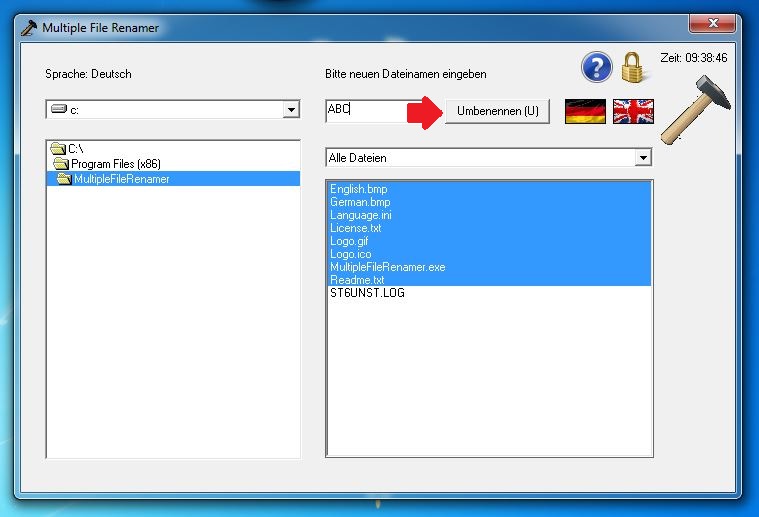 Multiple File Renamer
Zeit: 09:38:46
Sprache: Deutsch
Bitte neuen Dateinamen eingeben
c:
ABC
Umbenennen (U)
C:\
Program Files (x86)
MultipleFileRenamer
Alle Dateien
English.bmp
German.bmp
Language.ini
License.txt
Logo.gif
Logo.ico
MultipleFileRenamer.exe
Readme.txt
ST6UNST.LOG